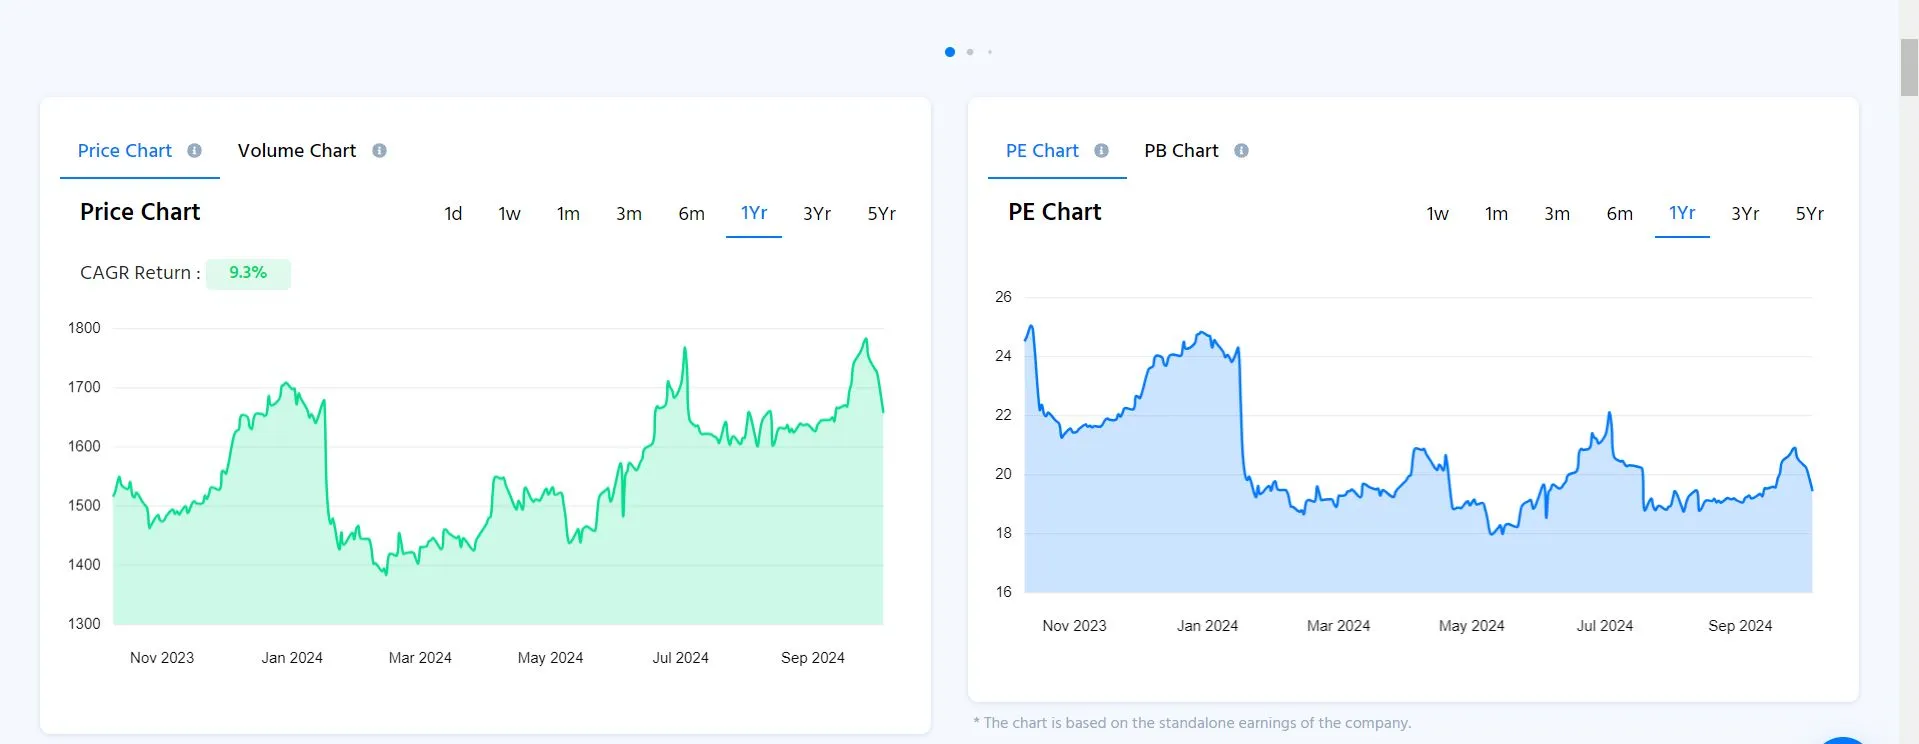 Price Chart Volume Chart
Price Chart 1d 1w 1m 3m 6m 1Yr 3Yr 5Yr
CAGR Return : 9.3%
1800
1700
1600
1500
1400
1300
Nov 2023 Jan 2024 Mar 2024 May 2024 Jul 2024 Sep 2024
PE Chart PB Chart
PE Chart 1w 1m 3m 6m 1Yr 3Yr 5Yr
26
24
22
20
18
16
Nov 2023 Jan 2024 Mar 2024 May 2024 Jul 2024 Sep 2024
* The chart is based on the standalone earnings of the company.